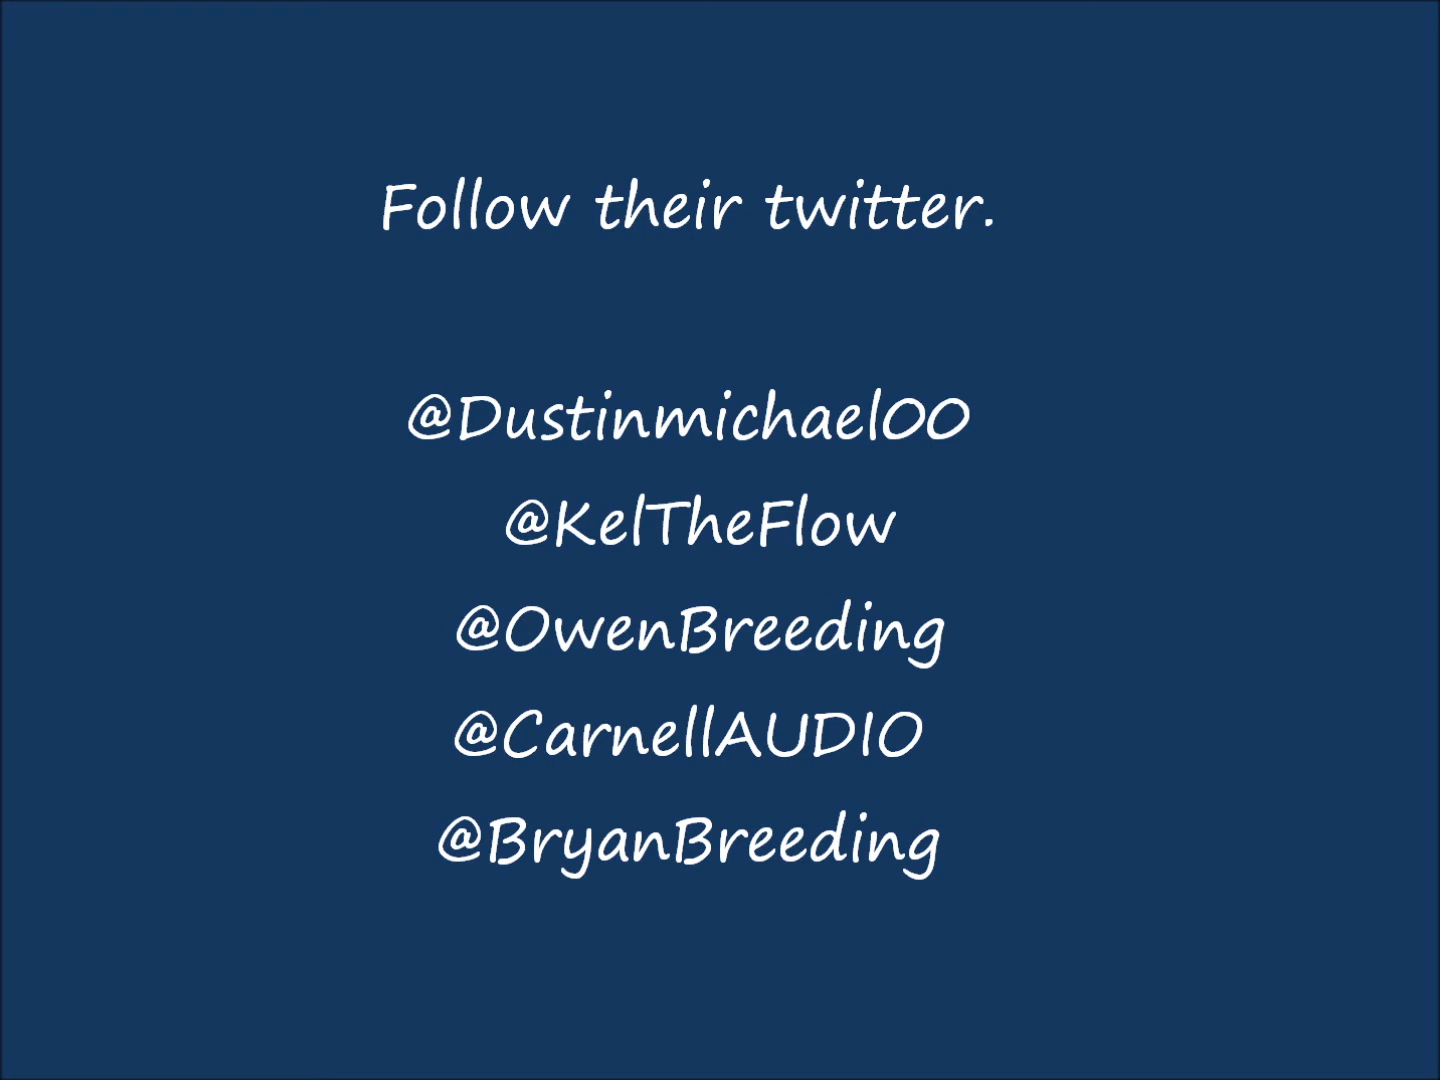 Follow their twitter.
@Dustinmichael00
@KelTheFlow
@OwenBreeding
@CarnellAUDIO
@BryanBreeding